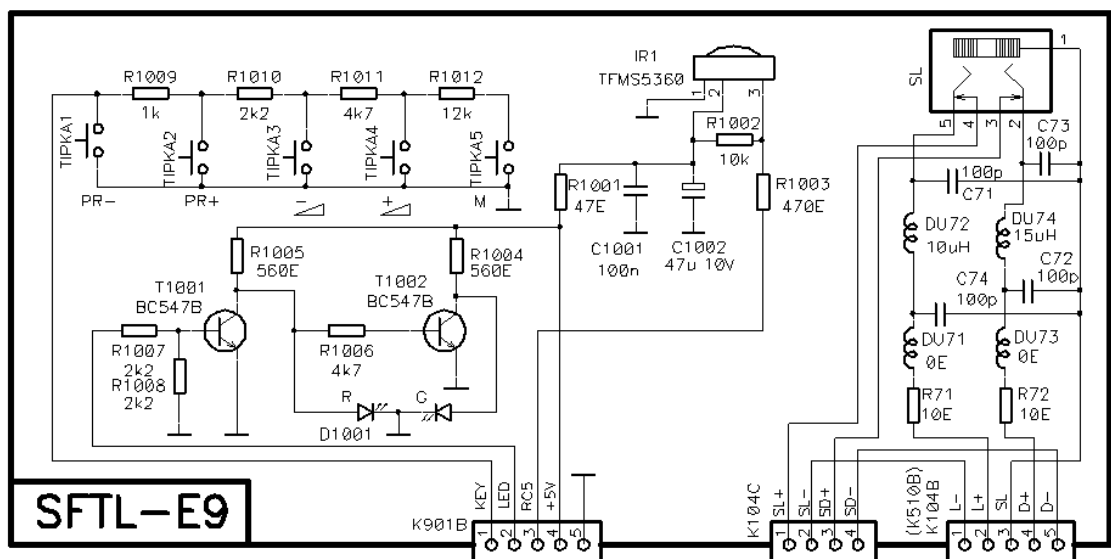 R1009 R1010 R1011 R1012
1k 2k2 4k7 12k
TIPKA1
TIPKA2
TIPKA3
TIPKA4
TIPKA5
PR- PR+ - + M
IR1
TFMS5360
1 2 3
R1002
10k
R1001
47E
R1003
470E
C1001
100n
C1002
47u 10V
R1005
560E
R1004
560E
T1001
BC547B
T1002
BC547B
R1007
2k2
R1008
2k2
R1006
4k7
R G
D1001
SL
1
5 4 3 2
C73
100p
100p
C71
DU72
10uH
DU74
15uH
C72
100p
C74
100p
DU71
0E
DU73
0E
R71
10E
R72
10E
SFTL-E9
K901B
KEY LED RC5 +5V
1 2 3 4 5
K104C
SL+ SL- SD+ SD-
1 2 3 4
(K510B)
K104B
L- L+ SL D+ D-
1 2 3 4 5